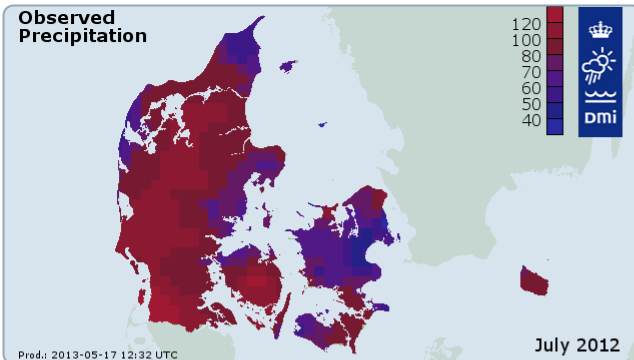 Observed
Precipitation
120
100
80
70
60
50
40
DMi
July 2012
Prod.: 2013-05-17 12:32 UTC